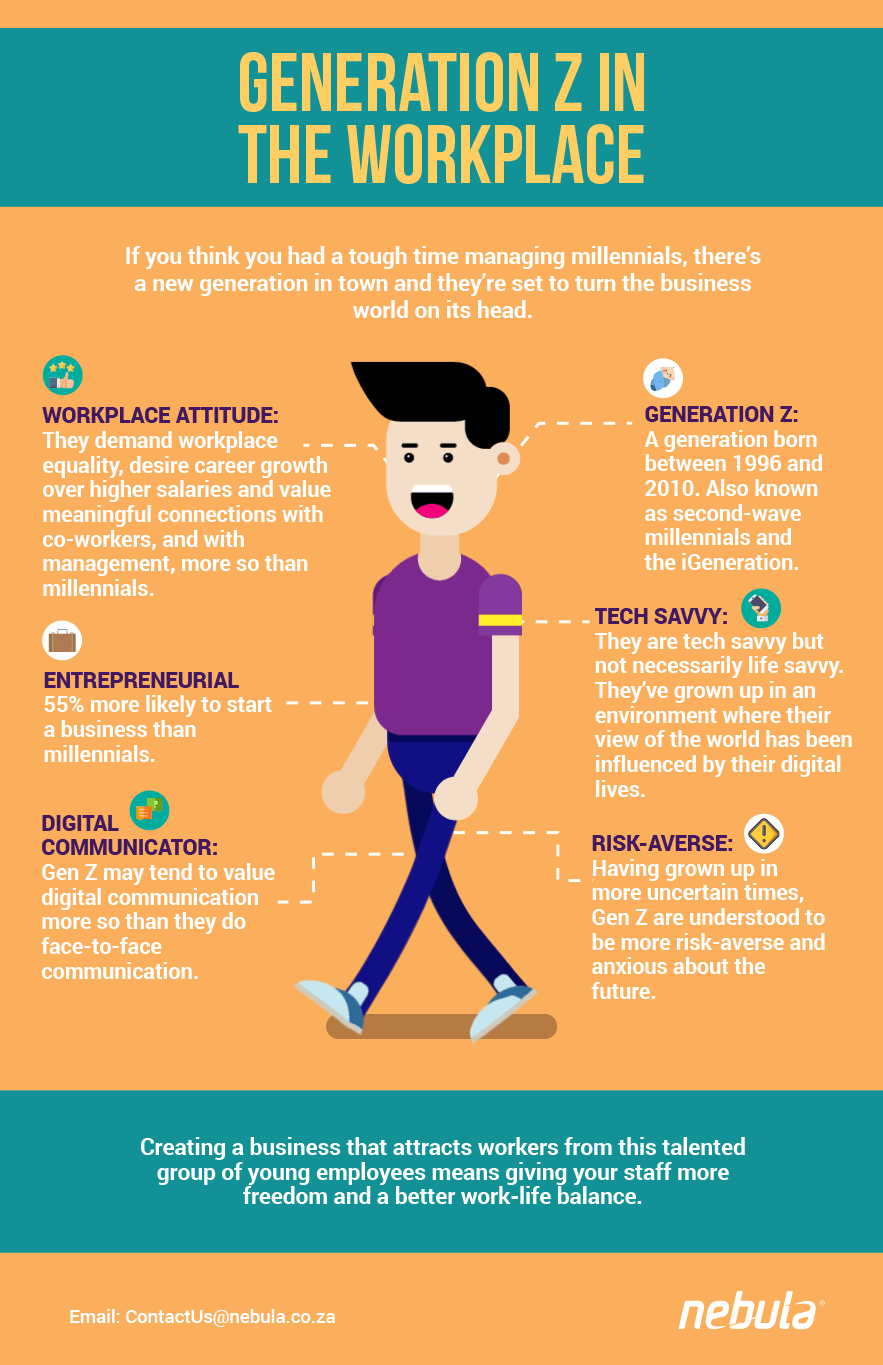 GENERATION Z IN
THE WORKPLACE
If you think you had a tough time managing millennials, there's
a new generation in town and they're set to turn the business
world on its head.
WORKPLACE ATTITUDE:
They demand workplace
equality, desire career growth
over higher salaries and value
meaningful connections with
co-workers, and with
management, more so than
millennials.
ENTREPRENEURIAL
55% more likely to start
a business than
millennials.
DIGITAL
COMMUNICATOR:
Gen Z may tend to value
digital communication
more so than they do
face-to-face
communication.
GENERATION Z:
A generation born
between 1996 and
2010. Also known
as second-wave
millennials and
the iGeneration.
TECH SAVVY:
They are tech savvy but
not necessarily life savvy.
They've grown up in an
environment where their
view of the world has been
influenced by their digital
lives.
RISK-AVERSE:
Having grown up in
more uncertain times,
Gen Z are understood to
be more risk-averse and
anxious about the
future.
Creating a business that attracts workers from this talented
group of young employees means giving your staff more
freedom and a better work-life balance.
Email: ContactUs@nebula.co.za
nebula®